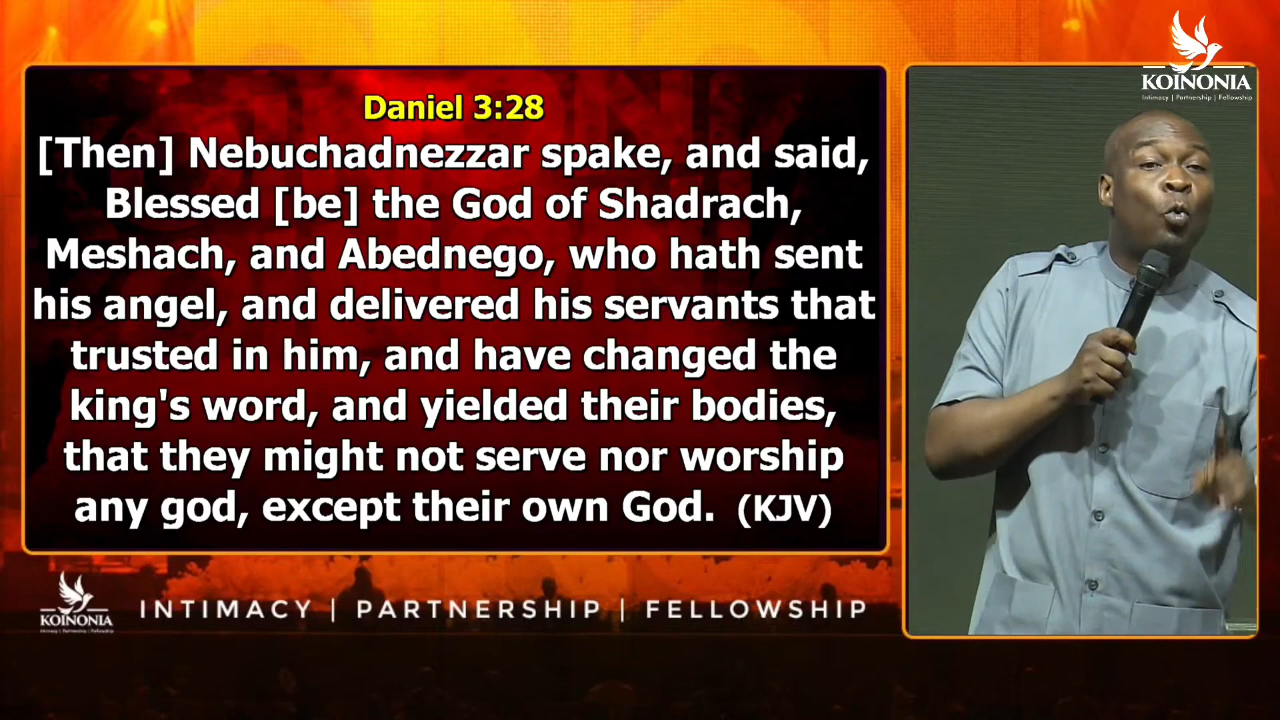 Daniel 3:28
[Then] Nebuchadnezzar spake, and said,
Blessed [be] the God of Shadrach,
Meshach, and Abednego, who hath sent
his angel, and delivered his servants that
trusted in him, and have changed the
king's word, and yielded their bodies,
that they might not serve nor worship
any god, except their own God. (KJV)
KOINONIA
Intimacy | Partnership | Fellowship
KOINONIA
Intimacy | Partnership | Fellowship
INTIMACY | PARTNERSHIP | FELLOWSHIP